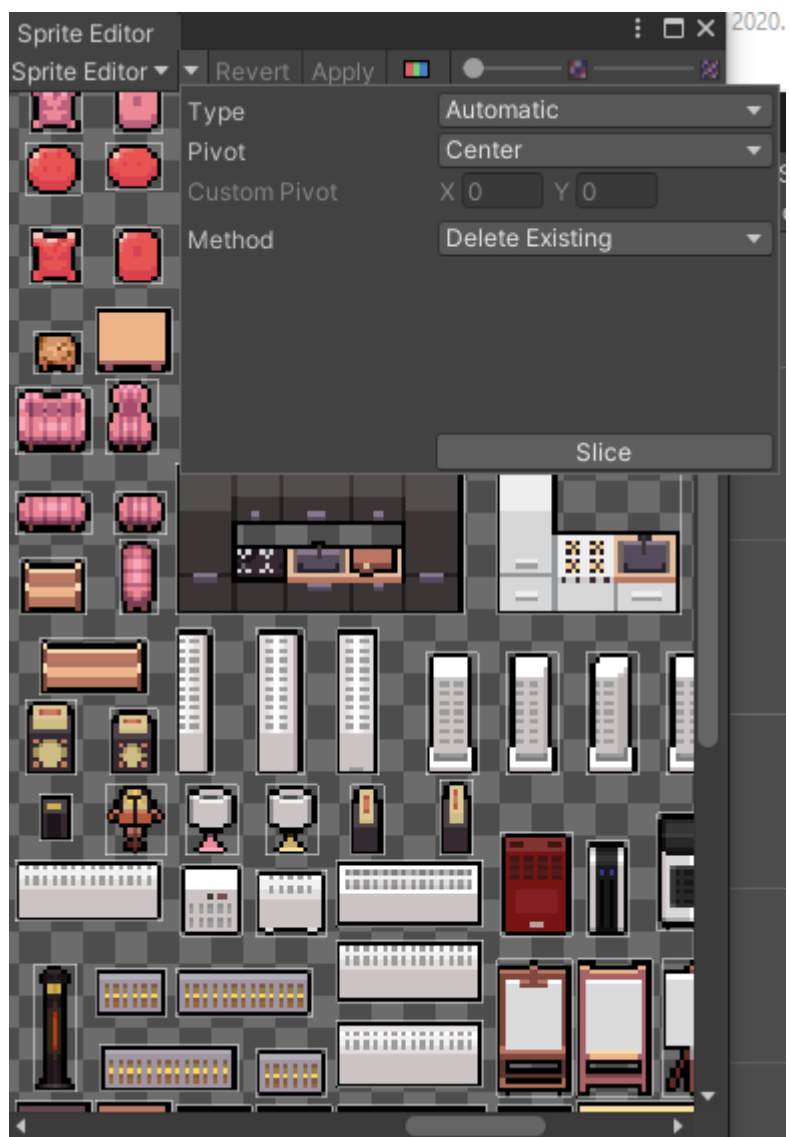 Sprite Editor
2020.
Sprite Editor
Revert
Apply
Type
Automatic
Pivot
Center
Custom Pivot
X 0
Y 0
Method
Delete Existing
Slice